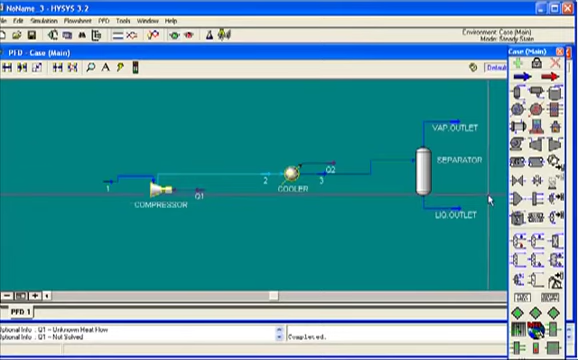 NoName_3 - HYSYS 3.2
File Edit Simulation Flowsheet PFD Tools Window Help
Environment: Case (Main)
Mode: Steady State
PFD - Case (Main)
Case (Main)
Default
VAP.OUTLET
SEPARATOR
Q2
1
2
3
COOLER
Q1
COMPRESSOR
LIQ.OUTLET
PFD 1
Optional Info : Q1 - Unknown Heat Flow
Optional Info : Q1 - Not Solved
Completed.